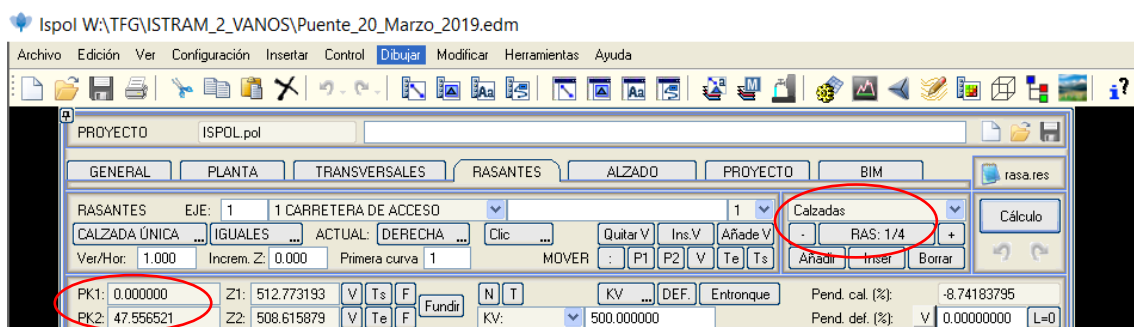 Ispol W:\TFG\ISTRAM_2_VANOS\Puente_20_Marzo_2019.edm
Archivo Edición Ver Configuración Insertar Control Dibujar Modificar Herramientas Ayuda
PROYECTO ISPOL.pol
GENERAL PLANTA TRANSVERSALES RASANTES ALZADO PROYECTO BIM rasa.res
RASANTES EJE: 1 1 CARRETERA DE ACCESO 1 Calzadas Cálculo
CALZADA ÚNICA ... IGUALES ... ACTUAL: DERECHA ... Clic ... Quitar V Ins.V Añade V - RAS: 1/4 +
Ver/Hor: 1.000 Increm. Z: 0.000 Primera curva 1 MOVER : P1 P2 V Te Ts Añadir Inser Borrar
PK1: 0.000000 Z1: 512.773193 V Ts F Fundir N T KV ... DEF. Entronque Pend. cal. (%): -8.74183795
PK2: 47.556521 Z2: 508.615879 V Te F KV: 500.000000 Pend. def. (%): V 0.00000000 L=0